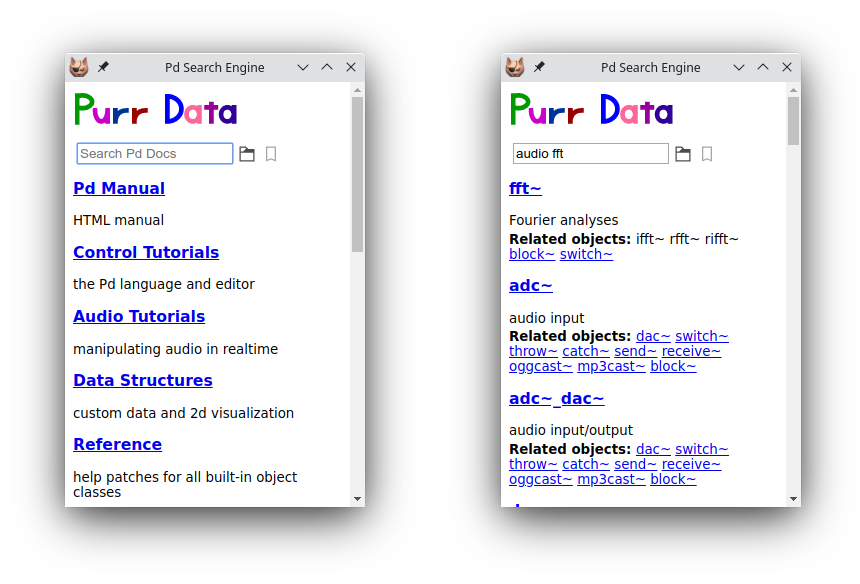 Pd Search Engine
Purr Data
Search Pd Docs
Pd Manual
HTML manual
Control Tutorials
the Pd language and editor
Audio Tutorials
manipulating audio in realtime
Data Structures
custom data and 2d visualization
Reference
help patches for all built-in object
classes
Pd Search Engine
Purr Data
audio fft
fft~
Fourier analyses
Related objects: ifft~ rfft~ rifft~
block~ switch~
adc~
audio input
Related objects: dac~ switch~
throw~ catch~ send~ receive~
oggcast~ mp3cast~ block~
adc~_dac~
audio input/output
Related objects: dac~ switch~
throw~ catch~ send~ receive~
oggcast~ mp3cast~ block~